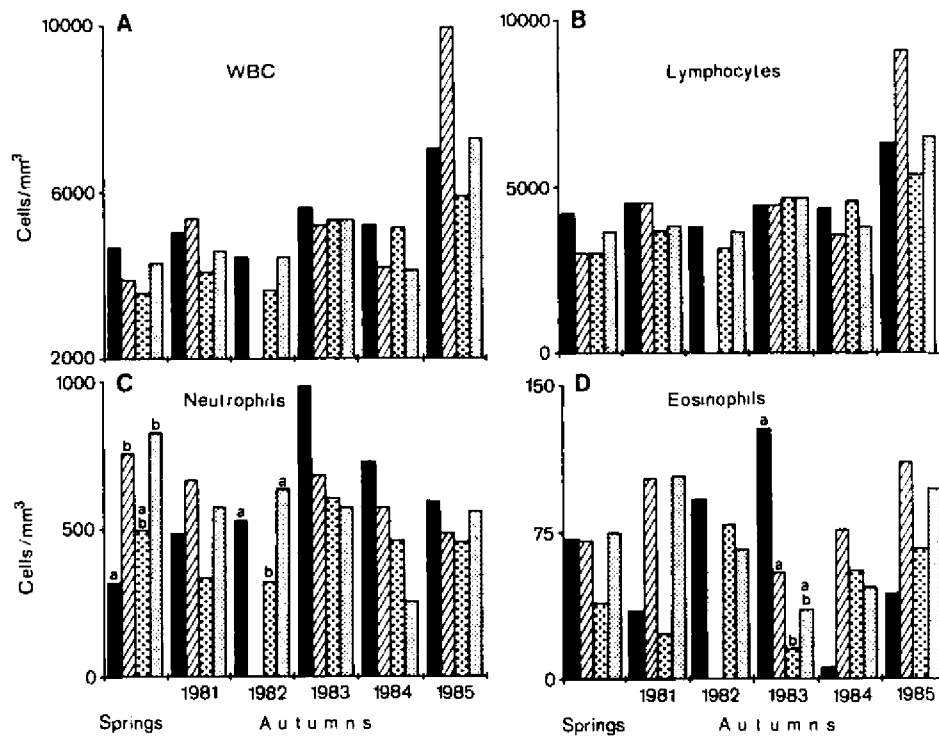 A
WBC
10000
6000
2000
Cells/mm³
B
Lymphocytes
10000
5000
0
C
Neutrophils
1000
500
0
Cells/mm³
a
b
a
b
b
a
b
a
D
Eosinophils
150
75
0
a
a
b
a
b
1981
1982
1983
1984
1985
Springs
Autumns
1981
1982
1983
1984
1985
Springs
Autumns